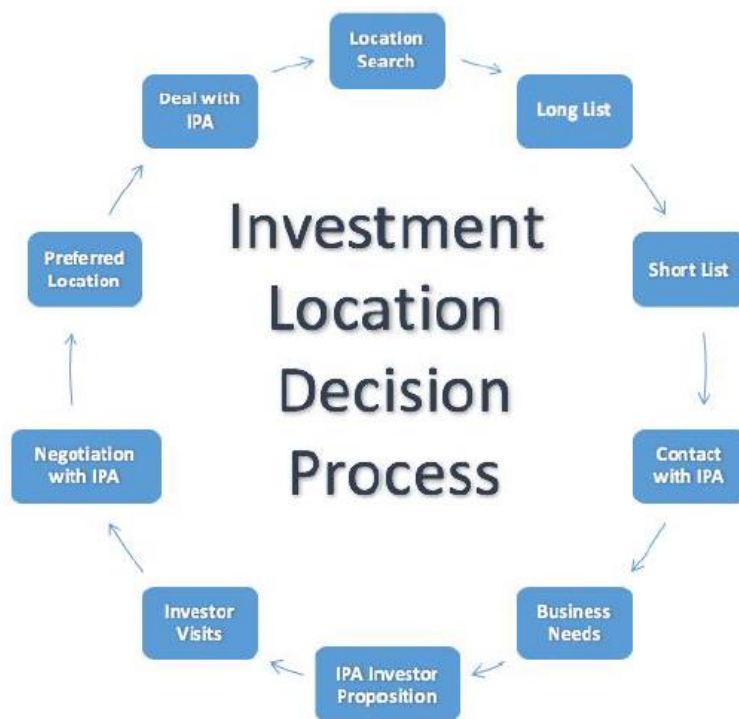 Location
Search
Long List
Short List
Contact
with IPA
Business
Needs
IPA Investor
Proposition
Investor
Visits
Negotiation
with IPA
Preferred
Location
Deal with
IPA
Investment
Location
Decision
Process